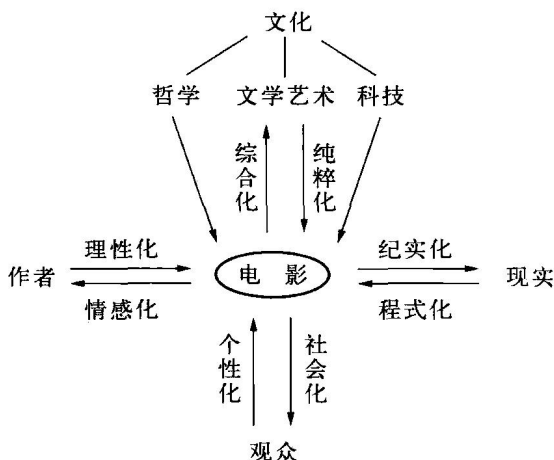 文化
哲学 文学艺术 科技
综合化 纯粹化
理性化 纪实化
作者 电影 现实
情感化 程式化
个性化 社会化
观众